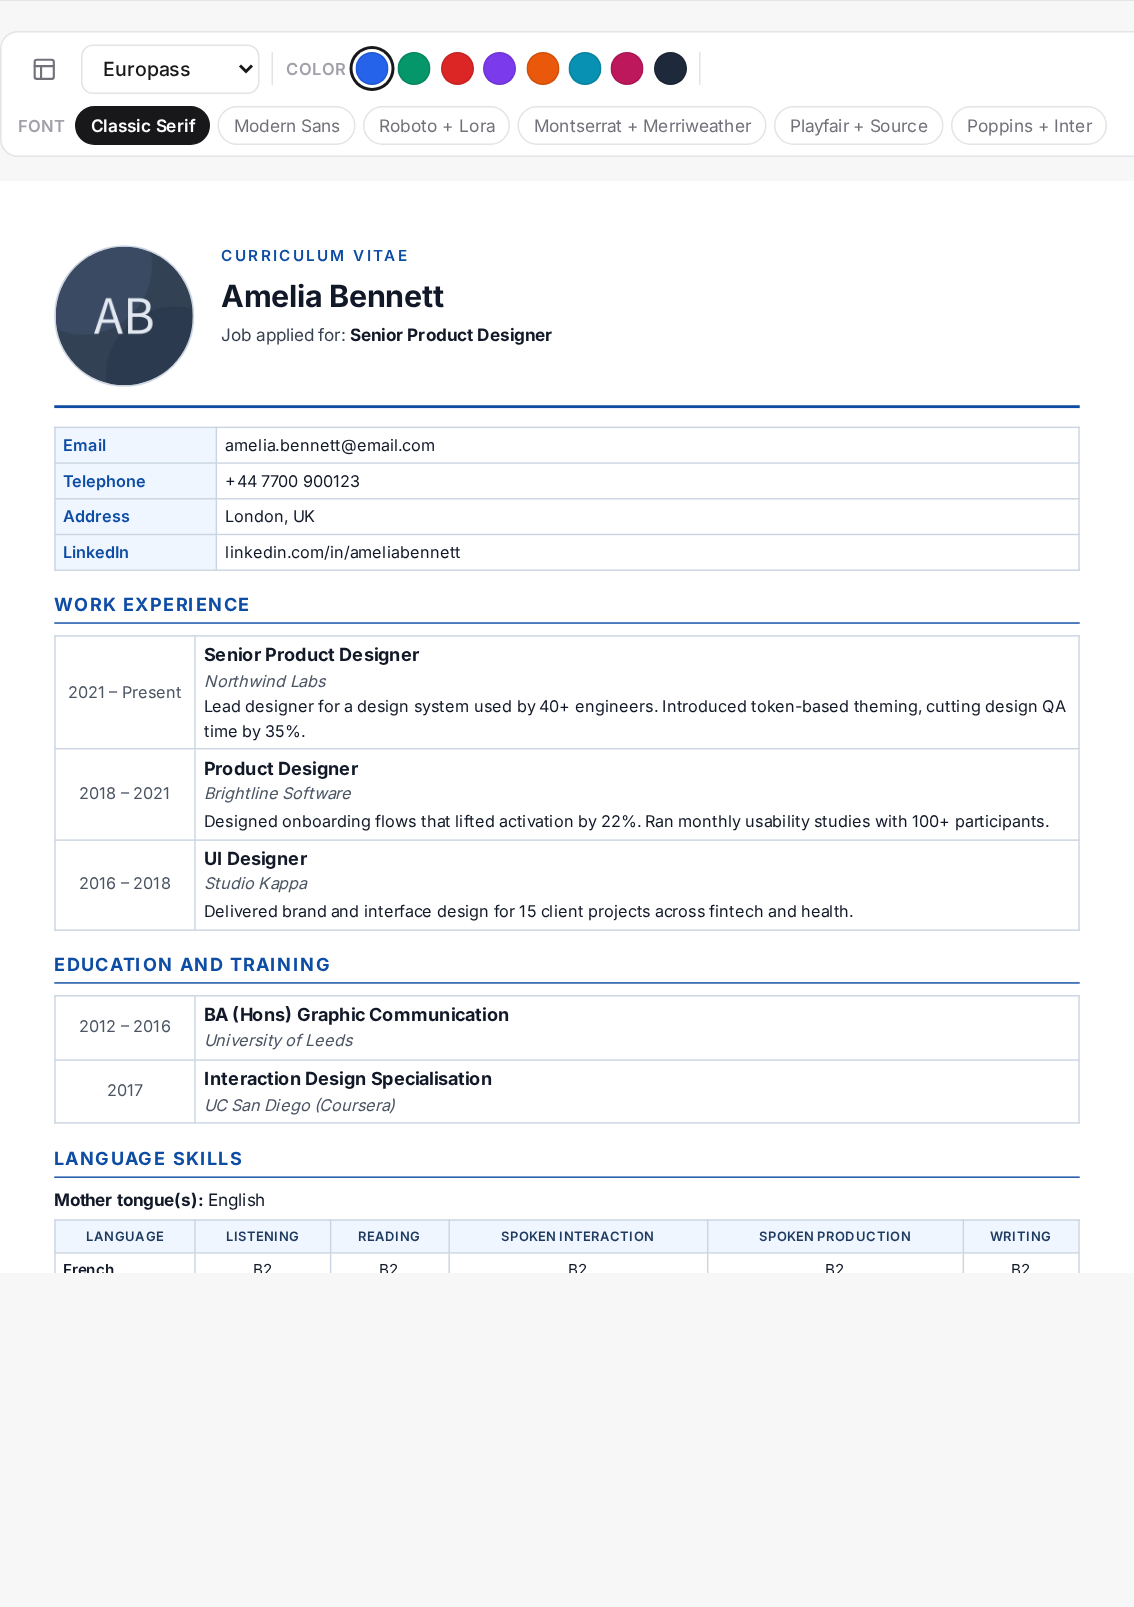 Europass
COLOR
FONT Classic Serif Modern Sans Roboto + Lora Montserrat + Merriweather Playfair + Source Poppins + Inter
AB
CURRICULUM VITAE
Amelia Bennett
Job applied for: Senior Product Designer
Email amelia.bennett@email.com
Telephone +44 7700 900123
Address London, UK
LinkedIn linkedin.com/in/ameliabennett
WORK EXPERIENCE
2021 – Present
Senior Product Designer
Northwind Labs
Lead designer for a design system used by 40+ engineers. Introduced token-based theming, cutting design QA
time by 35%.
2018 – 2021
Product Designer
Brightline Software
Designed onboarding flows that lifted activation by 22%. Ran monthly usability studies with 100+ participants.
2016 – 2018
UI Designer
Studio Kappa
Delivered brand and interface design for 15 client projects across fintech and health.
EDUCATION AND TRAINING
2012 – 2016
BA (Hons) Graphic Communication
University of Leeds
2017
Interaction Design Specialisation
UC San Diego (Coursera)
LANGUAGE SKILLS
Mother tongue(s): English
LANGUAGE LISTENING READING SPOKEN INTERACTION SPOKEN PRODUCTION WRITING
French B2 B2 B2 B2 B2